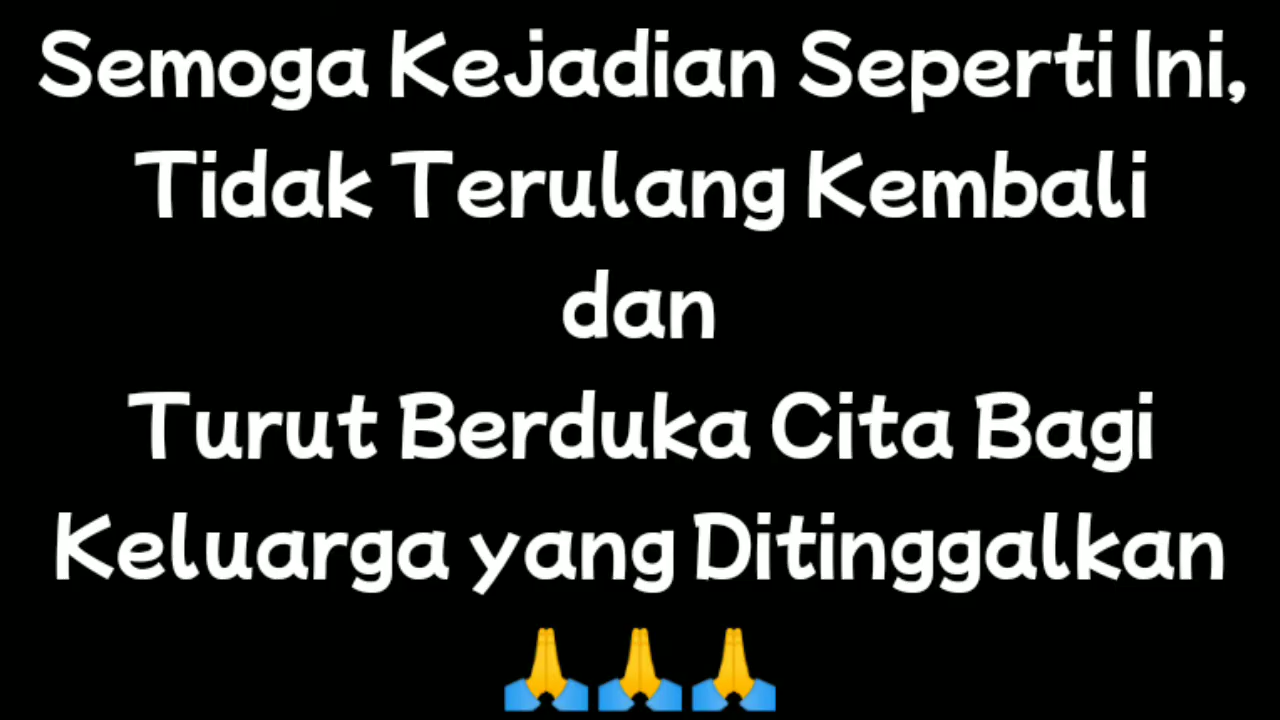 Semoga Kejadian Seperti Ini,
Tidak Terulang Kembali
dan
Turut Berduka Cita Bagi
Keluarga yang Ditinggalkan
🙏🙏🙏